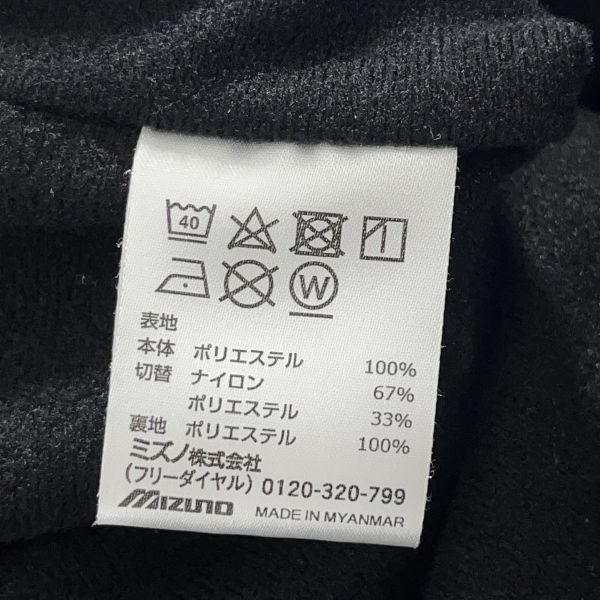 40
W
表地
本体 ポリエステル 100%
切替 ナイロン 67%
ポリエステル 33%
裏地 ポリエステル 100%
ミズノ株式会社
(フリーダイヤル) 0120-320-799
MIZUNO MADE IN MYANMAR